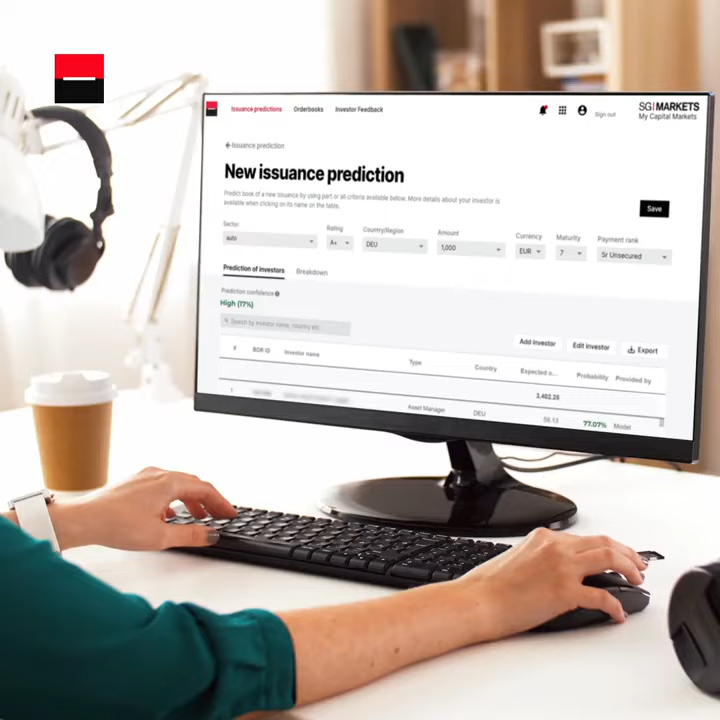 Issuance predictions Orderbooks Investor Feedback
Sign out
SG|MARKETS
My Capital Markets
Issuance prediction
New issuance prediction
Predict book of a new issuance by using part or all criteria available below. More details about your investor is
available when clicking on its name on the table.
Save
Sector Rating Country/Region Amount Currency Maturity Payment rank
auto A+ DEU 1,000 EUR 7 Sr Unsecured
Prediction of investors Breakdown
Prediction confidence
High (17%)
Search by investor name, country etc.
Add investor Edit investor Export
# BDR ID Investor name Type Country Expected a... Probability Provided by
3,402.25
1 Asset Manager DEU 59.13 77.07% Model